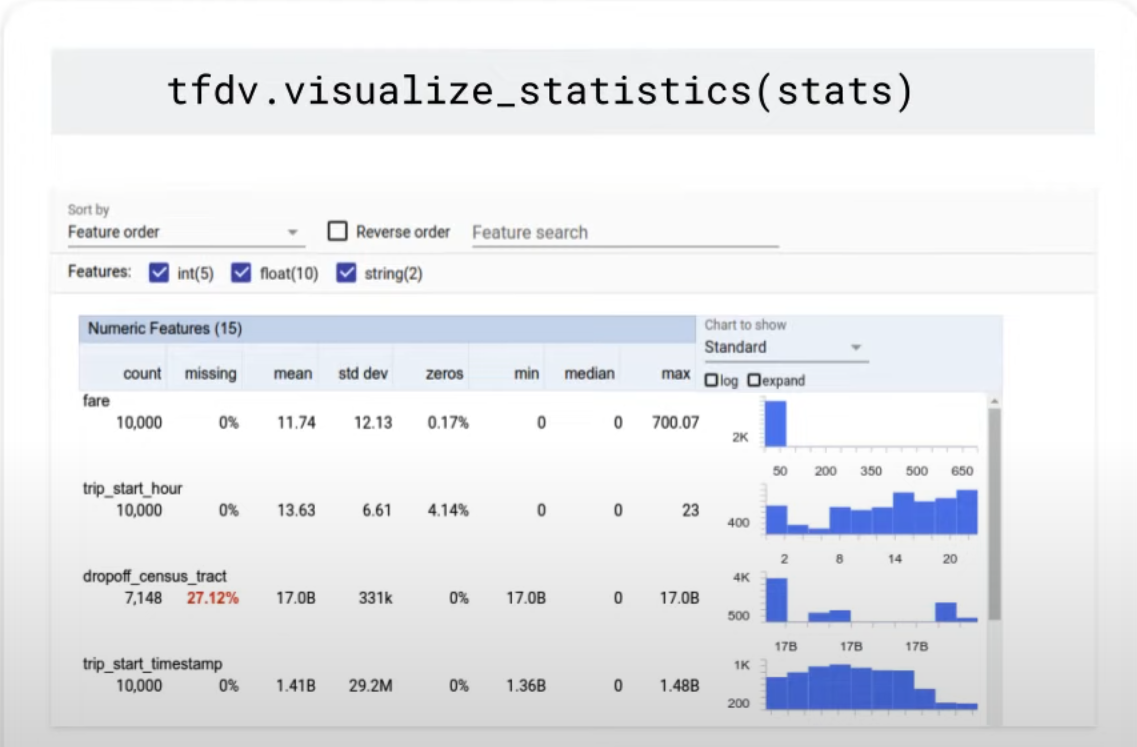 tfdv.visualize_statistics(stats)
Sort by
Feature order
Reverse order
Feature search
Features: int(5) float(10) string(2)
Numeric Features (15)
Chart to show
Standard
count missing mean std dev zeros min median max
log expand
fare
10,000 0% 11.74 12.13 0.17% 0 0 700.07
2K
50 200 350 500 650
trip_start_hour
10,000 0% 13.63 6.61 4.14% 0 0 23
400
2 8 14 20
dropoff_census_tract
7,148 27.12% 17.0B 331k 0% 17.0B 0 17.0B
4K
500
17B 17B 17B
trip_start_timestamp
10,000 0% 1.41B 29.2M 0% 1.36B 0 1.48B
1K
200